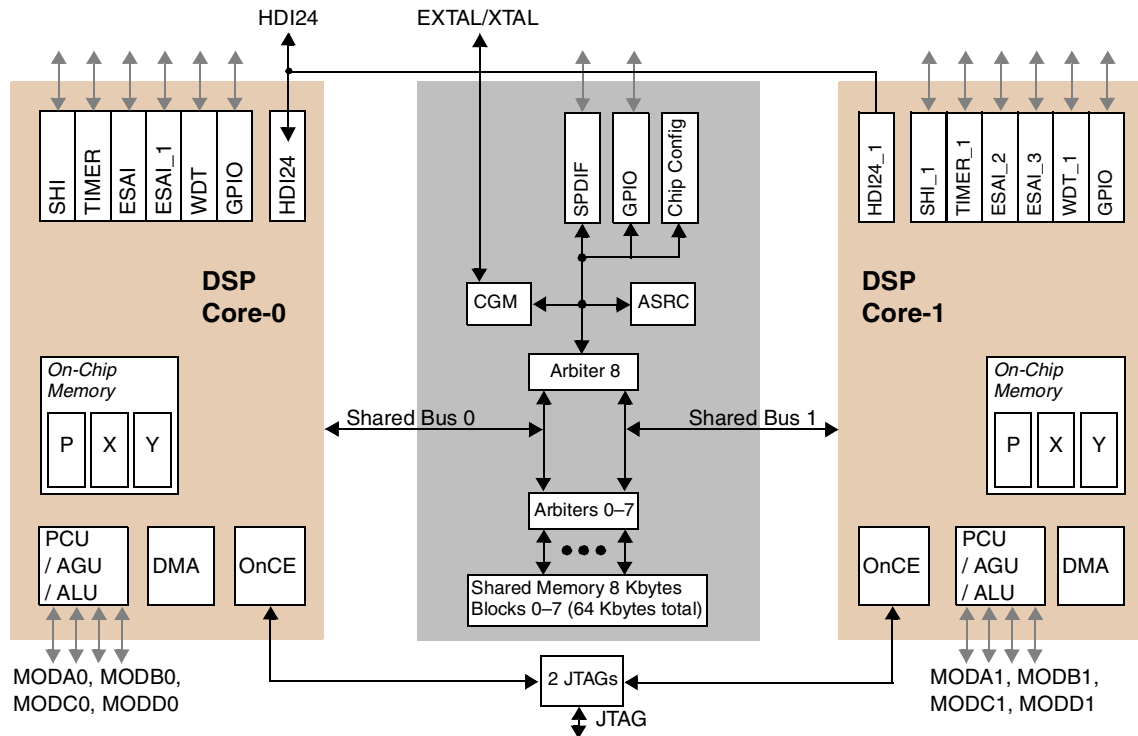 HDI24
EXTAL/XTAL
SHI
TIMER
ESAI
ESAI_1
WDT
GPIO
HDI24
SPDIF
GPIO
Chip Config
HDI24_1
SHI_1
TIMER_1
ESAI_2
ESAI_3
WDT_1
GPIO
DSP
Core-0
CGM
ASRC
DSP
Core-1
On-Chip
Memory
P
X
Y
Arbiter 8
Shared Bus 0
Shared Bus 1
On-Chip
Memory
P
X
Y
Arbiters 0–7
PCU
/ AGU
/ ALU
DMA
OnCE
Shared Memory 8 Kbytes
Blocks 0–7 (64 Kbytes total)
OnCE
PCU
/ AGU
/ ALU
DMA
MODA0, MODB0,
MODC0, MODD0
2 JTAGs
JTAG
MODA1, MODB1,
MODC1, MODD1